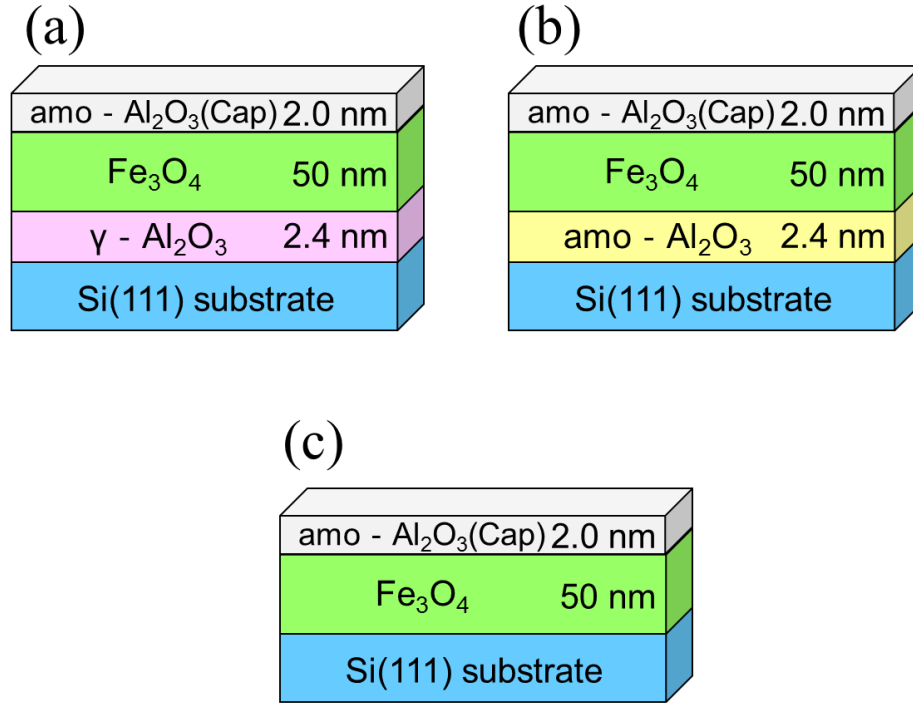 (a)
amo - Al₂O₃(Cap) 2.0 nm
Fe₃O₄ 50 nm
γ - Al₂O₃ 2.4 nm
Si(111) substrate
(b)
amo - Al₂O₃(Cap) 2.0 nm
Fe₃O₄ 50 nm
amo - Al₂O₃ 2.4 nm
Si(111) substrate
(c)
amo - Al₂O₃(Cap) 2.0 nm
Fe₃O₄ 50 nm
Si(111) substrate